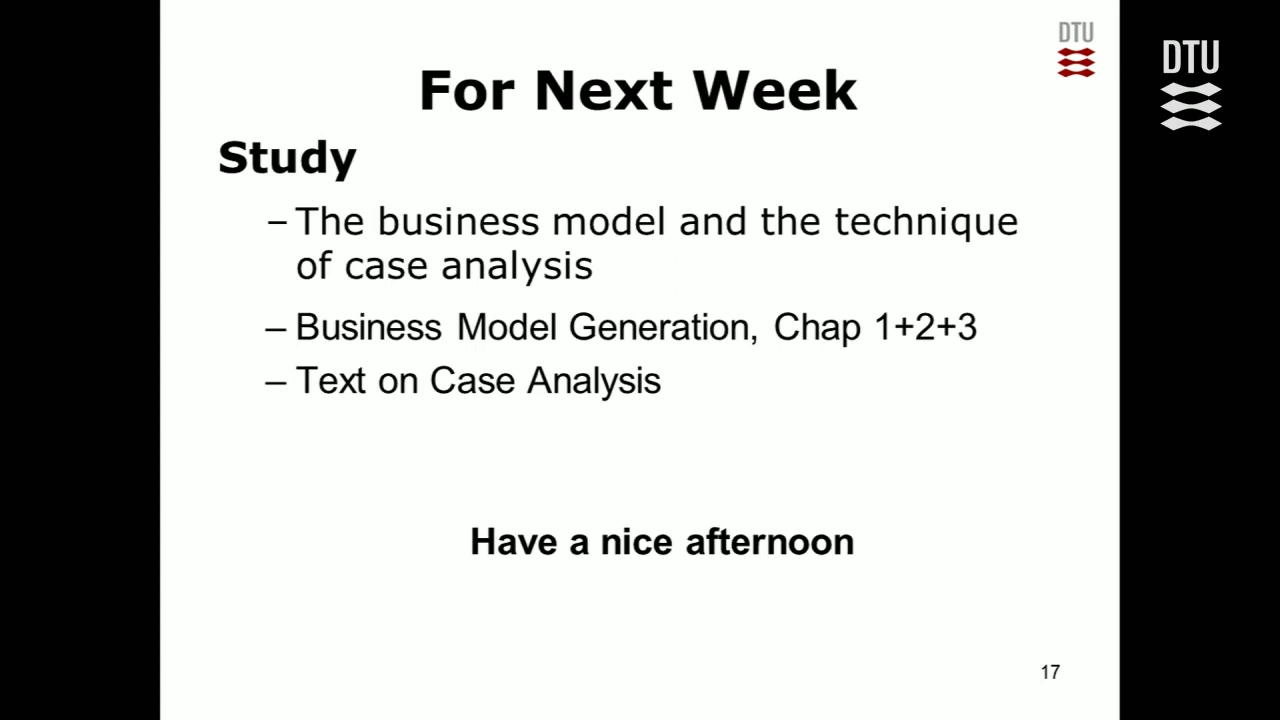 DTU
DTU
For Next Week
Study
– The business model and the technique
of case analysis
– Business Model Generation, Chap 1+2+3
– Text on Case Analysis
Have a nice afternoon
17